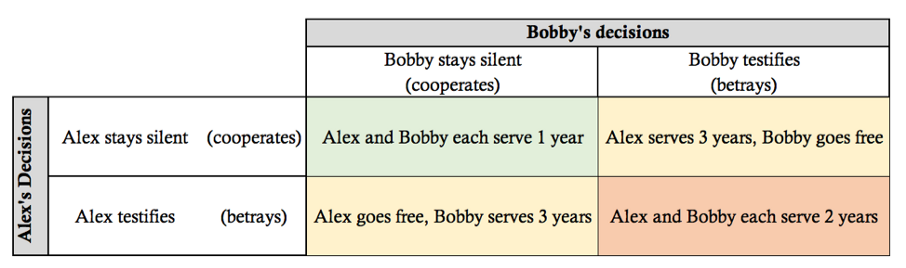 Bobby's decisions
Bobby stays silent
(cooperates)
Bobby testifies
(betrays)
Alex's Decisions
Alex stays silent (cooperates)
Alex and Bobby each serve 1 year
Alex serves 3 years, Bobby goes free
Alex testifies (betrays)
Alex goes free, Bobby serves 3 years
Alex and Bobby each serve 2 years